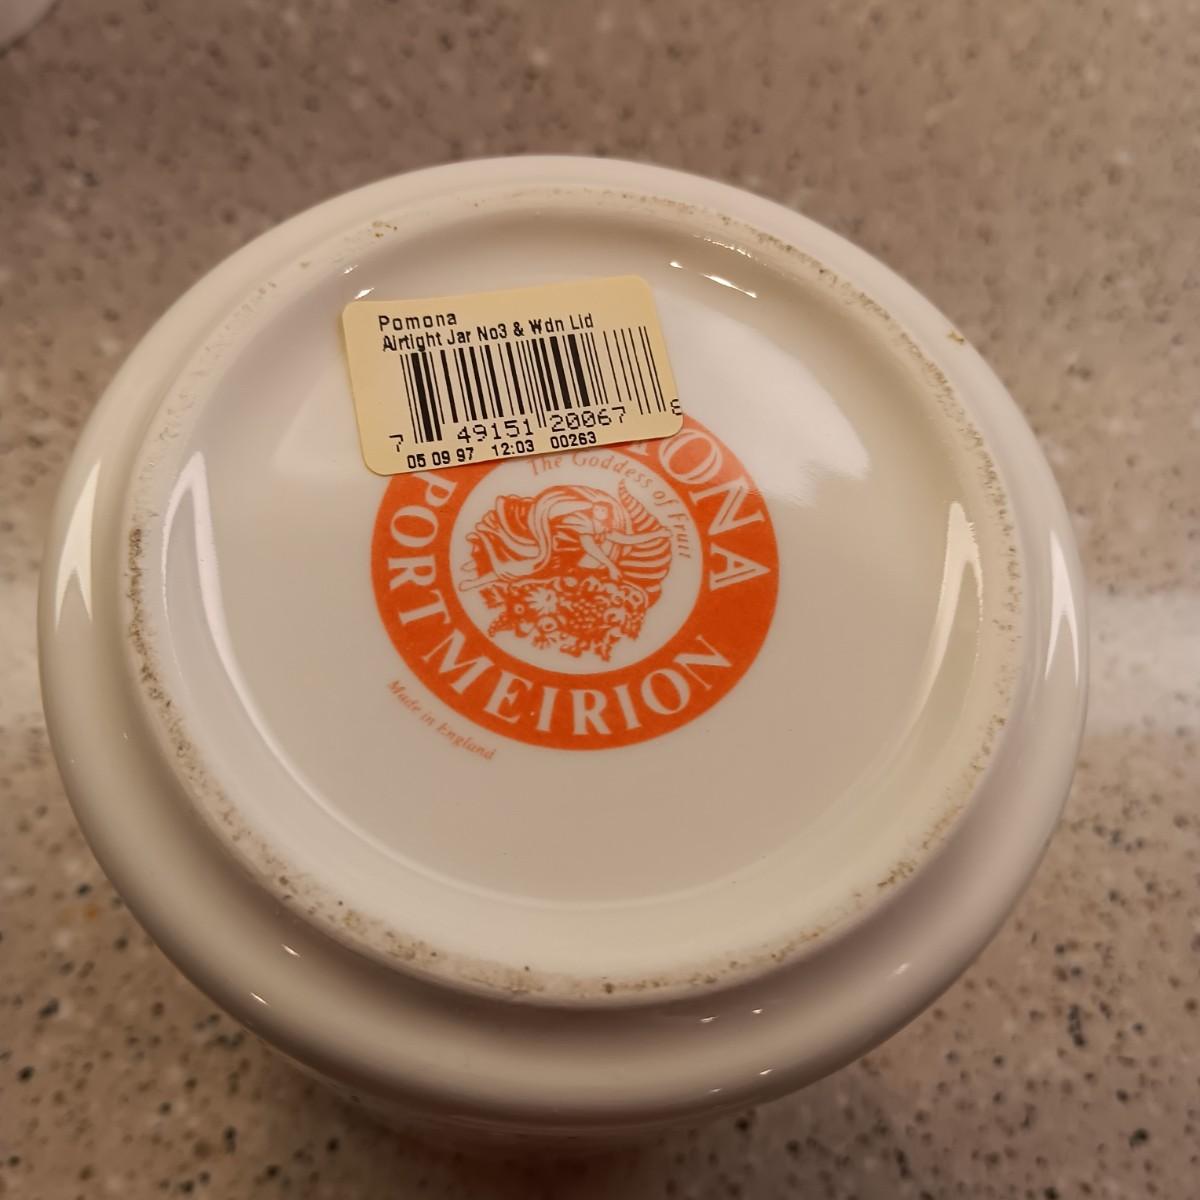 Pomona
Airtight Jar No3 & Wdn Lid
7 49151 20067 8
05 09 97 12:03 00263
The Goddess of Fruit
PORTMEIRION
Made in England